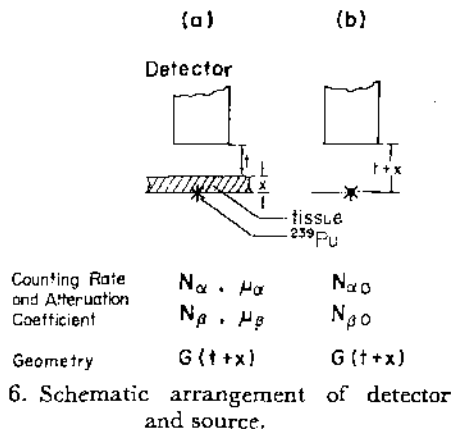 (a) (b)
Detector
t
x
t+x
tissue
²³⁹Pu
Counting Rate and Attenuation Coefficient
Nα , μα Nα0
Nβ , μβ Nβ0
Geometry G(t+x) G(t+x)
6. Schematic arrangement of detector
and source.